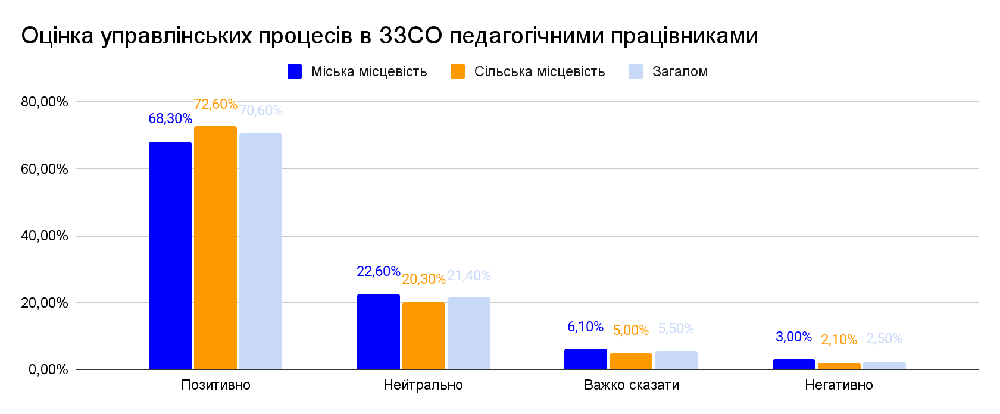 Оцінка управлінських процесів в ЗЗСО педагогічними працівниками
Міська місцевість Сільська місцевість Загалом
80,00%
60,00%
40,00%
20,00%
0,00%
68,30% 72,60% 70,60%
22,60% 20,30% 21,40%
6,10% 5,00% 5,50%
3,00% 2,10% 2,50%
Позитивно Нейтрально Важко сказати Негативно